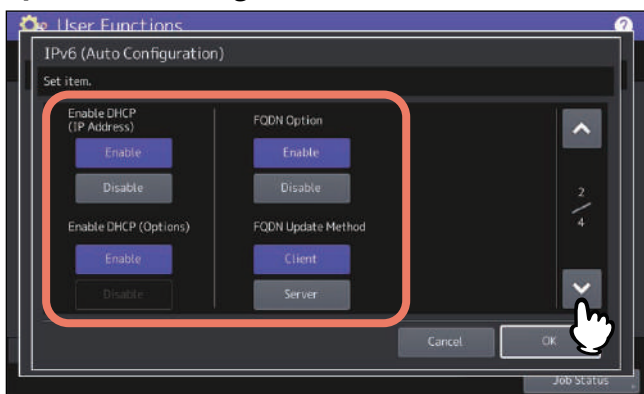 User Functions
?
IPv6 (Auto Configuration)
Set item.
Enable DHCP
(IP Address)
Enable
Disable
FQDN Option
Enable
Disable
Enable DHCP (Options)
Enable
Disable
FQDN Update Method
Client
Server
2
4
Cancel
OK
Job Status